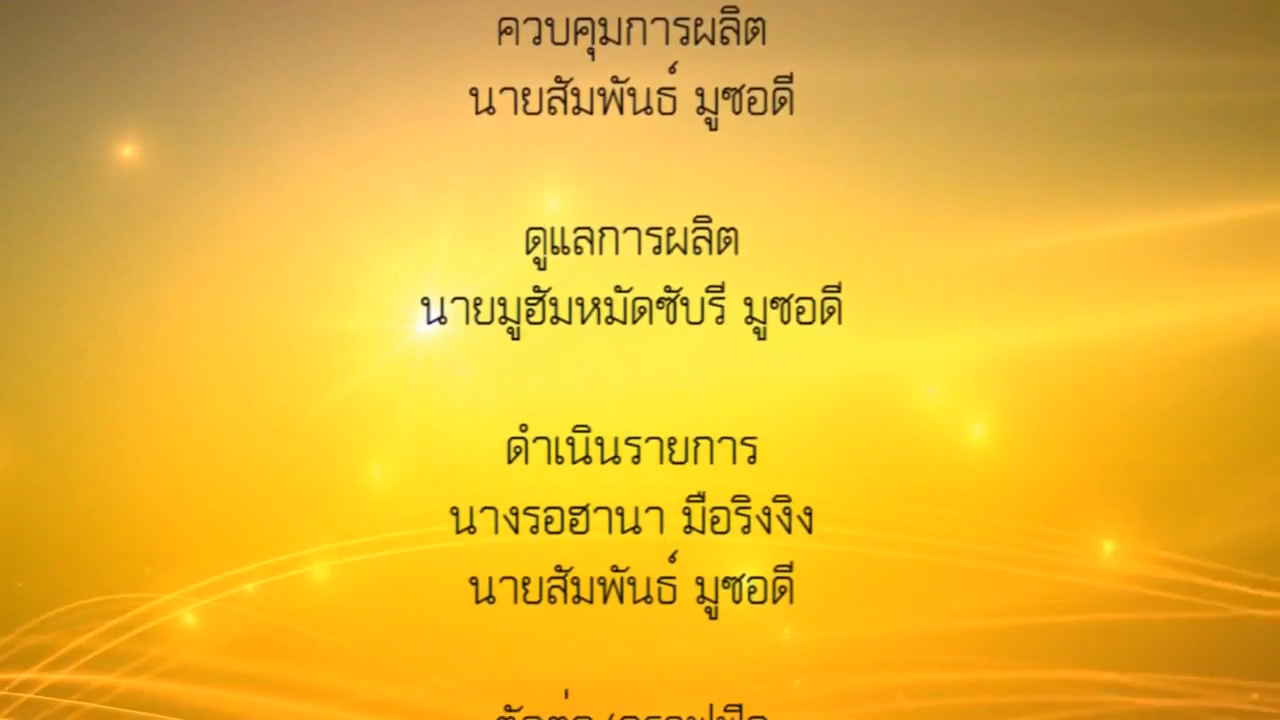 ควบคุมการผลิต
นายสัมพันธ์ มูซอดี
ดูแลการผลิต
นายมูฮัมหมัดซับรี มูซอดี
ดำเนินรายการ
นางรอฮานา มือริงงิง
นายสัมพันธ์ มูซอดี